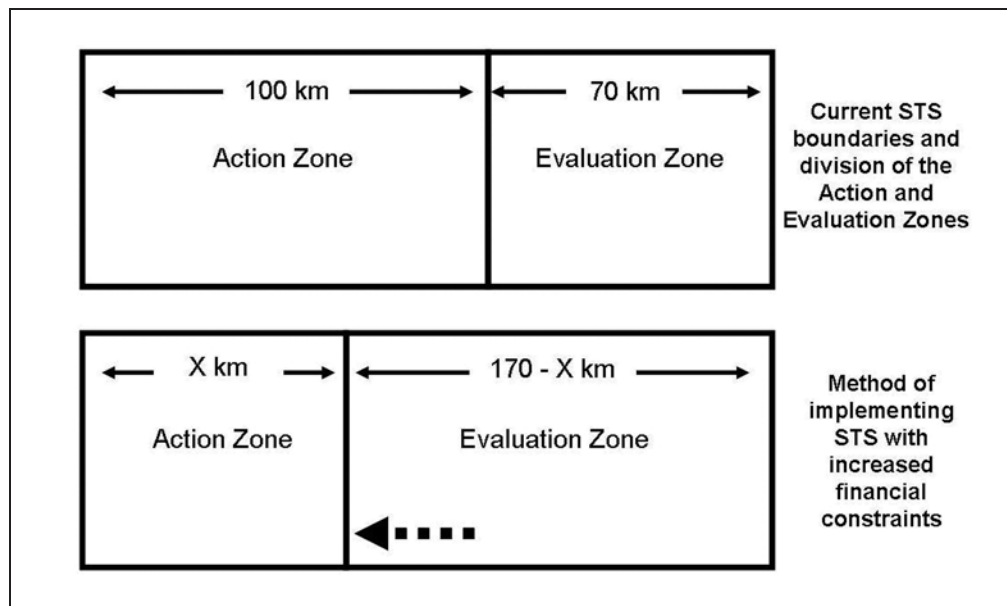 100 km
70 km
Action Zone
Evaluation Zone
Current STS
boundaries and
division of the
Action and
Evaluation Zones
X km
170 - X km
Action Zone
Evaluation Zone
Method of
implementing
STS with
increased
financial
constraints